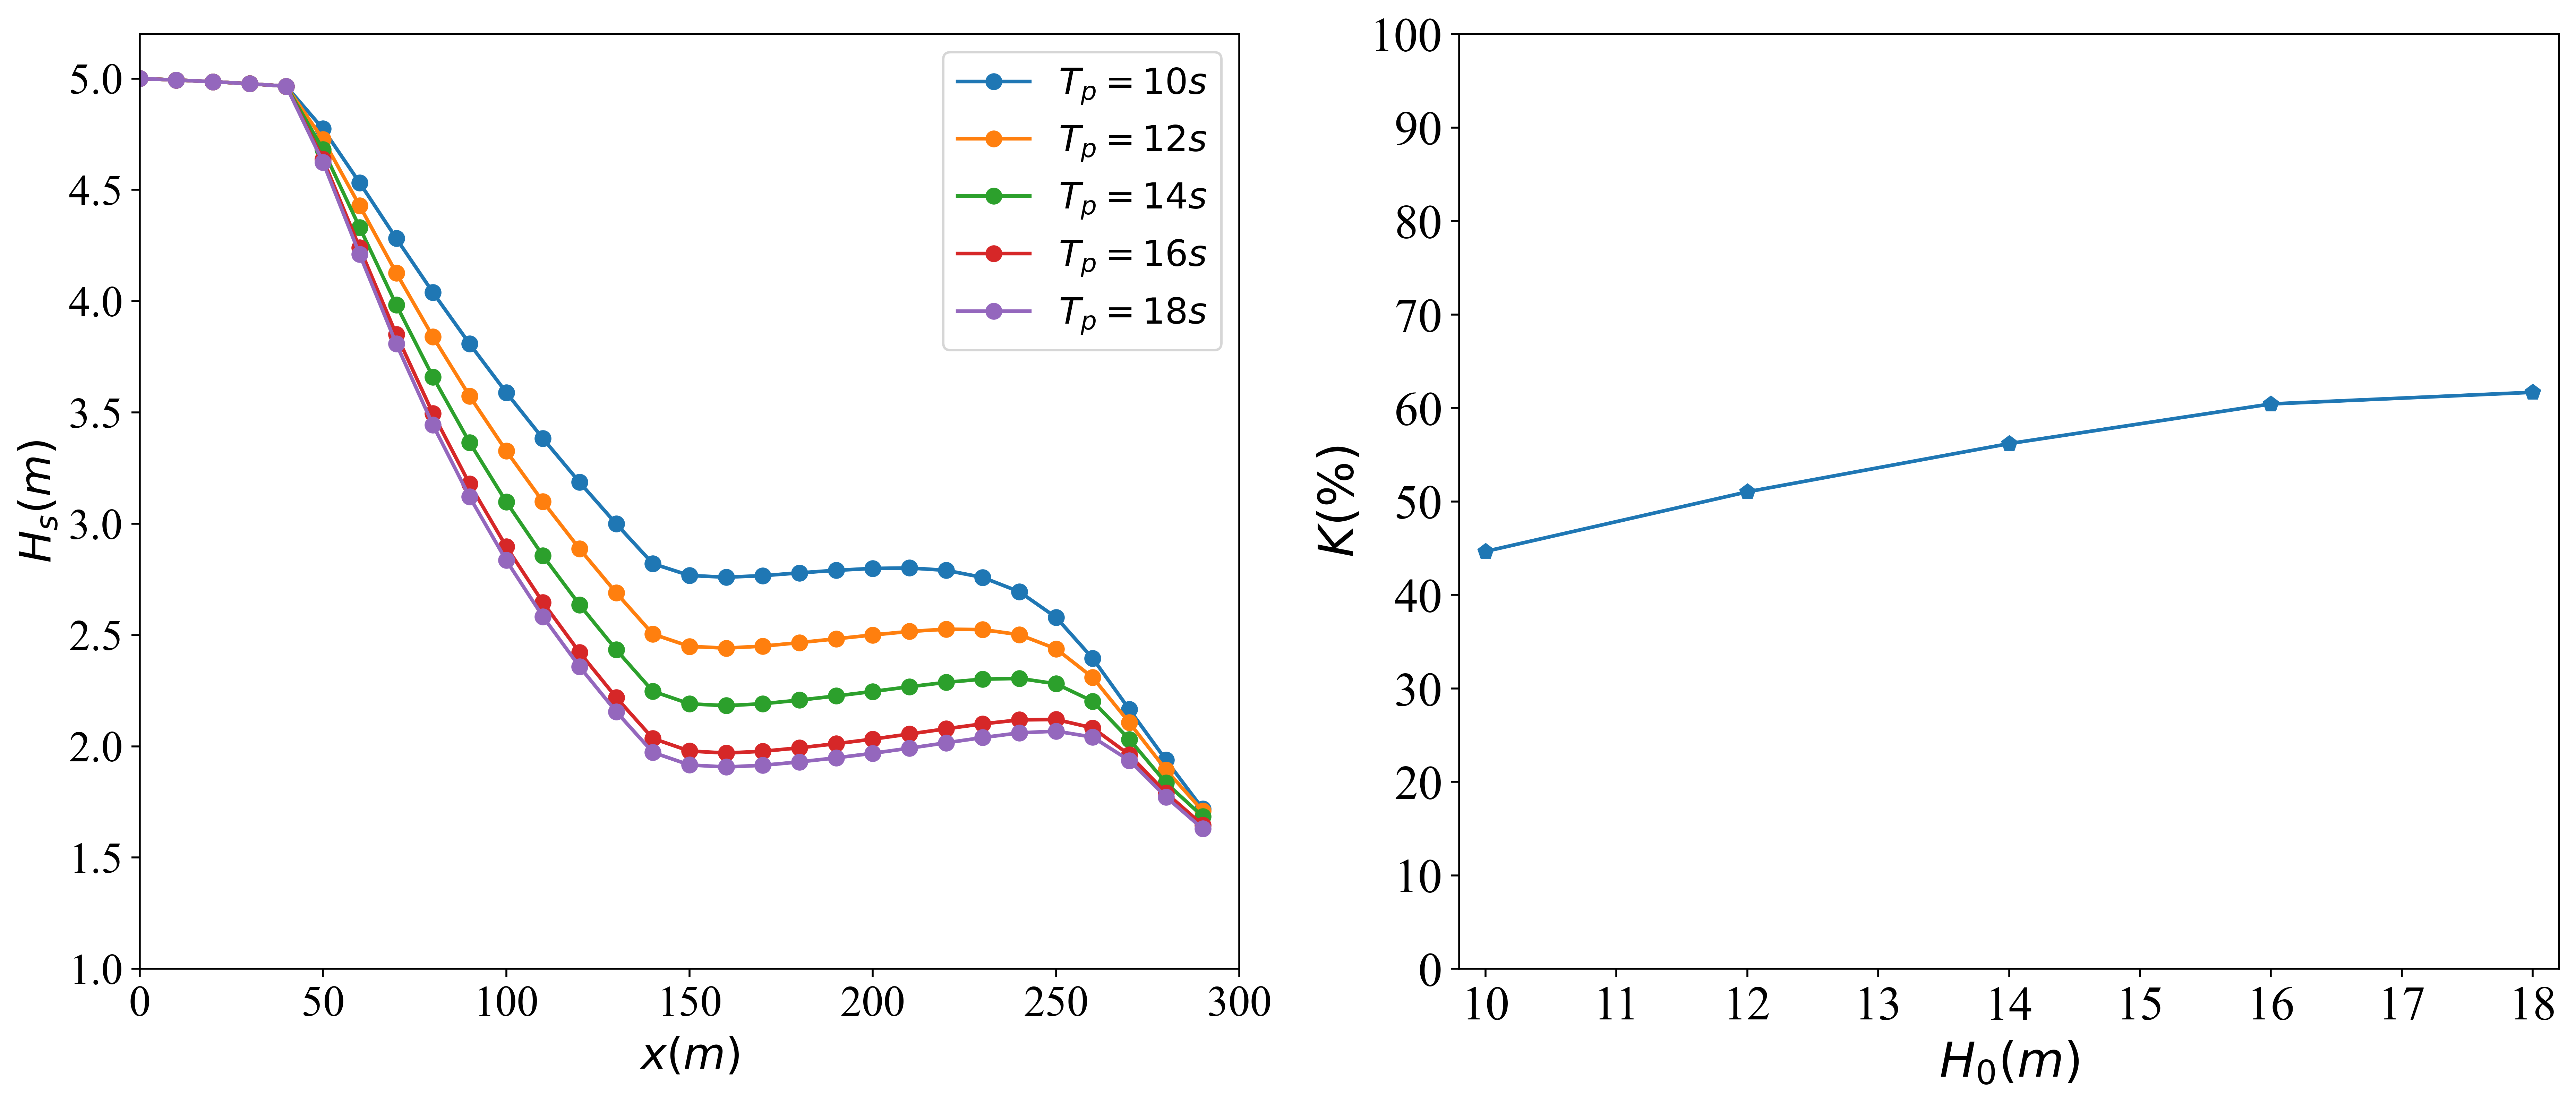 5.0
4.5
4.0
3.5
3.0
2.5
2.0
1.5
1.0
H_s(m)
0 50 100 150 200 250 300
x(m)
T_p = 10s
T_p = 12s
T_p = 14s
T_p = 16s
T_p = 18s
100
90
80
70
60
50
40
30
20
10
0
K(%)
10 11 12 13 14 15 16 17 18
H_0(m)